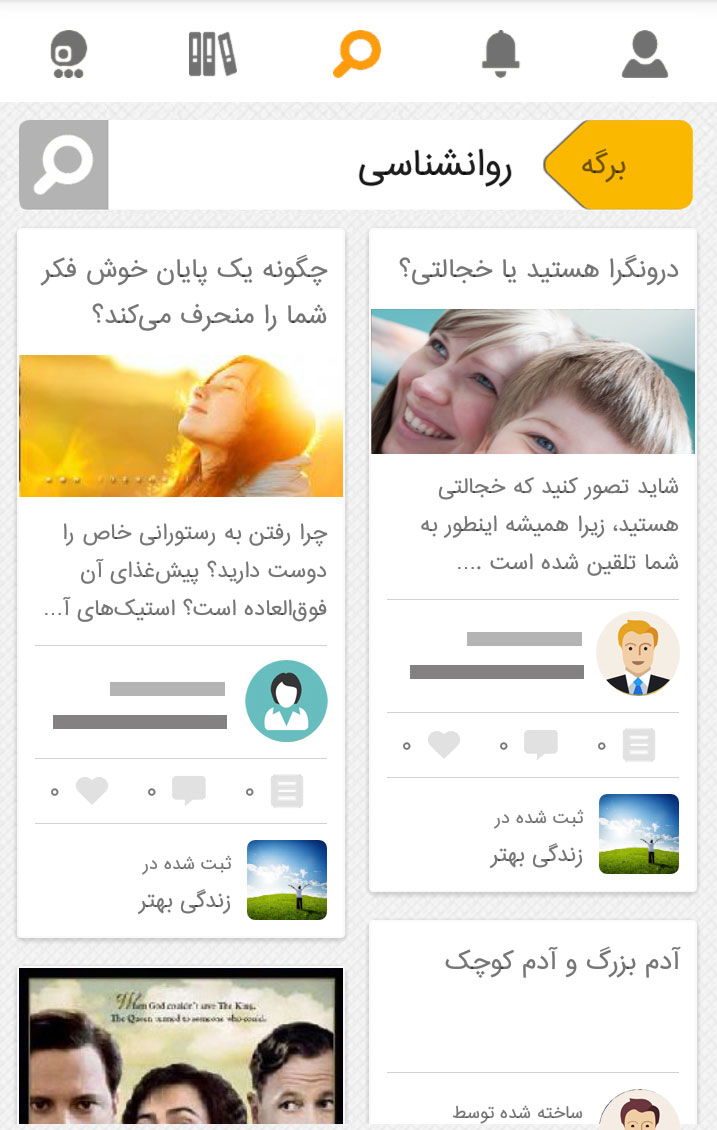 برگه
روانشناسی
درونگرا هستید یا خجالتی؟
شاید تصور کنید که خجالتی
هستید، زیرا همیشه اینطور به
شما تلقین شده است ....
۰ ۰ ۰
ثبت شده در
زندگی بهتر
آدم بزرگ و آدم کوچک
ساخته شده توسط
چگونه یک پایان خوش فکر
شما را منحرف می‌کند؟
چرا رفتن به رستورانی خاص را
دوست دارید؟ پیش‌غذای آن
فوق‌العاده است؟ استیک‌های آ...
۰ ۰ ۰
ثبت شده در
زندگی بهتر
When God couldn't save The King,
The Queen turned to someone who could.